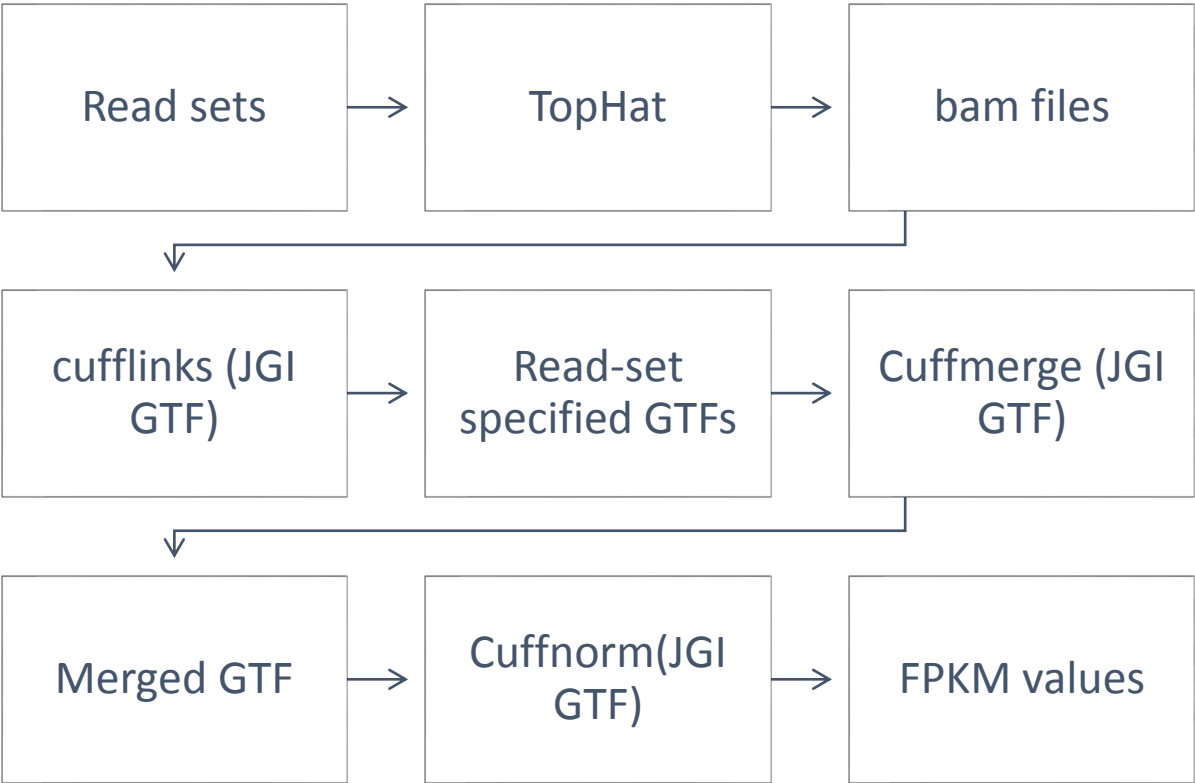 Read sets
TopHat
bam files
cufflinks (JGI
GTF)
Read-set
specified GTFs
Cuffmerge (JGI
GTF)
Merged GTF
Cuffnorm(JGI
GTF)
FPKM values